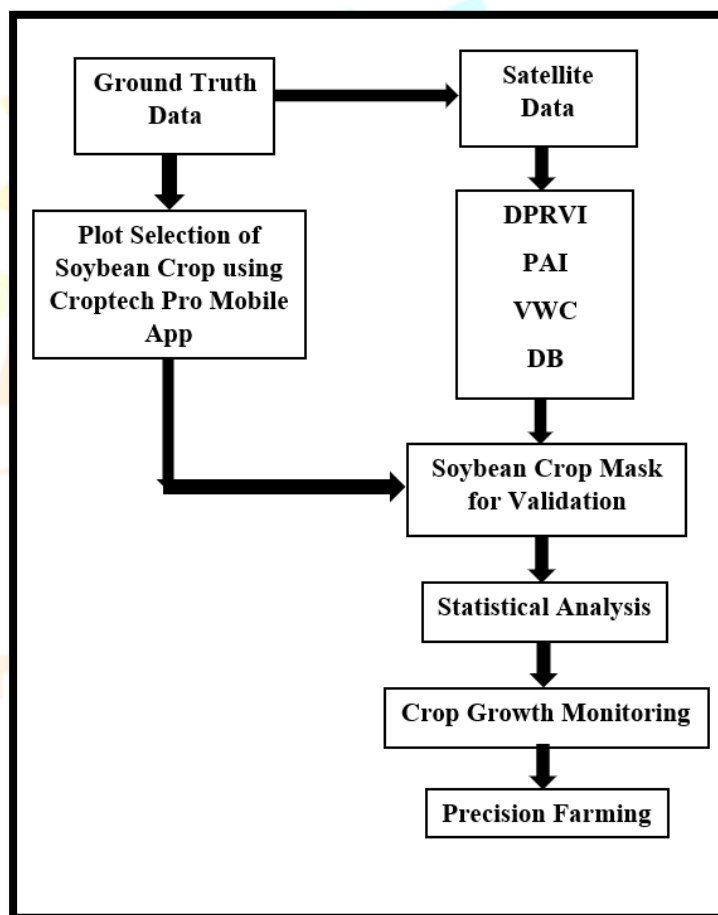 Ground Truth
Data
Satellite
Data
Plot Selection of
Soybean Crop using
Croptech Pro Mobile
App
DPRVI
PAI
VWC
DB
Soybean Crop Mask
for Validation
Statistical Analysis
Crop Growth Monitoring
Precision Farming